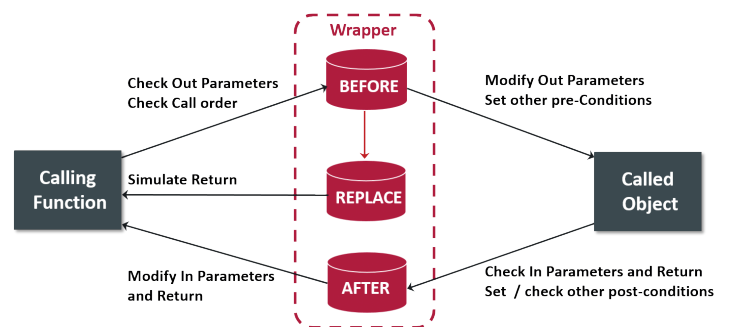 Wrapper
Check Out Parameters
Check Call order
BEFORE
Modify Out Parameters
Set other pre-Conditions
Calling
Function
Simulate Return
REPLACE
Called
Object
Modify In Parameters
and Return
AFTER
Check In Parameters and Return
Set / check other post-conditions